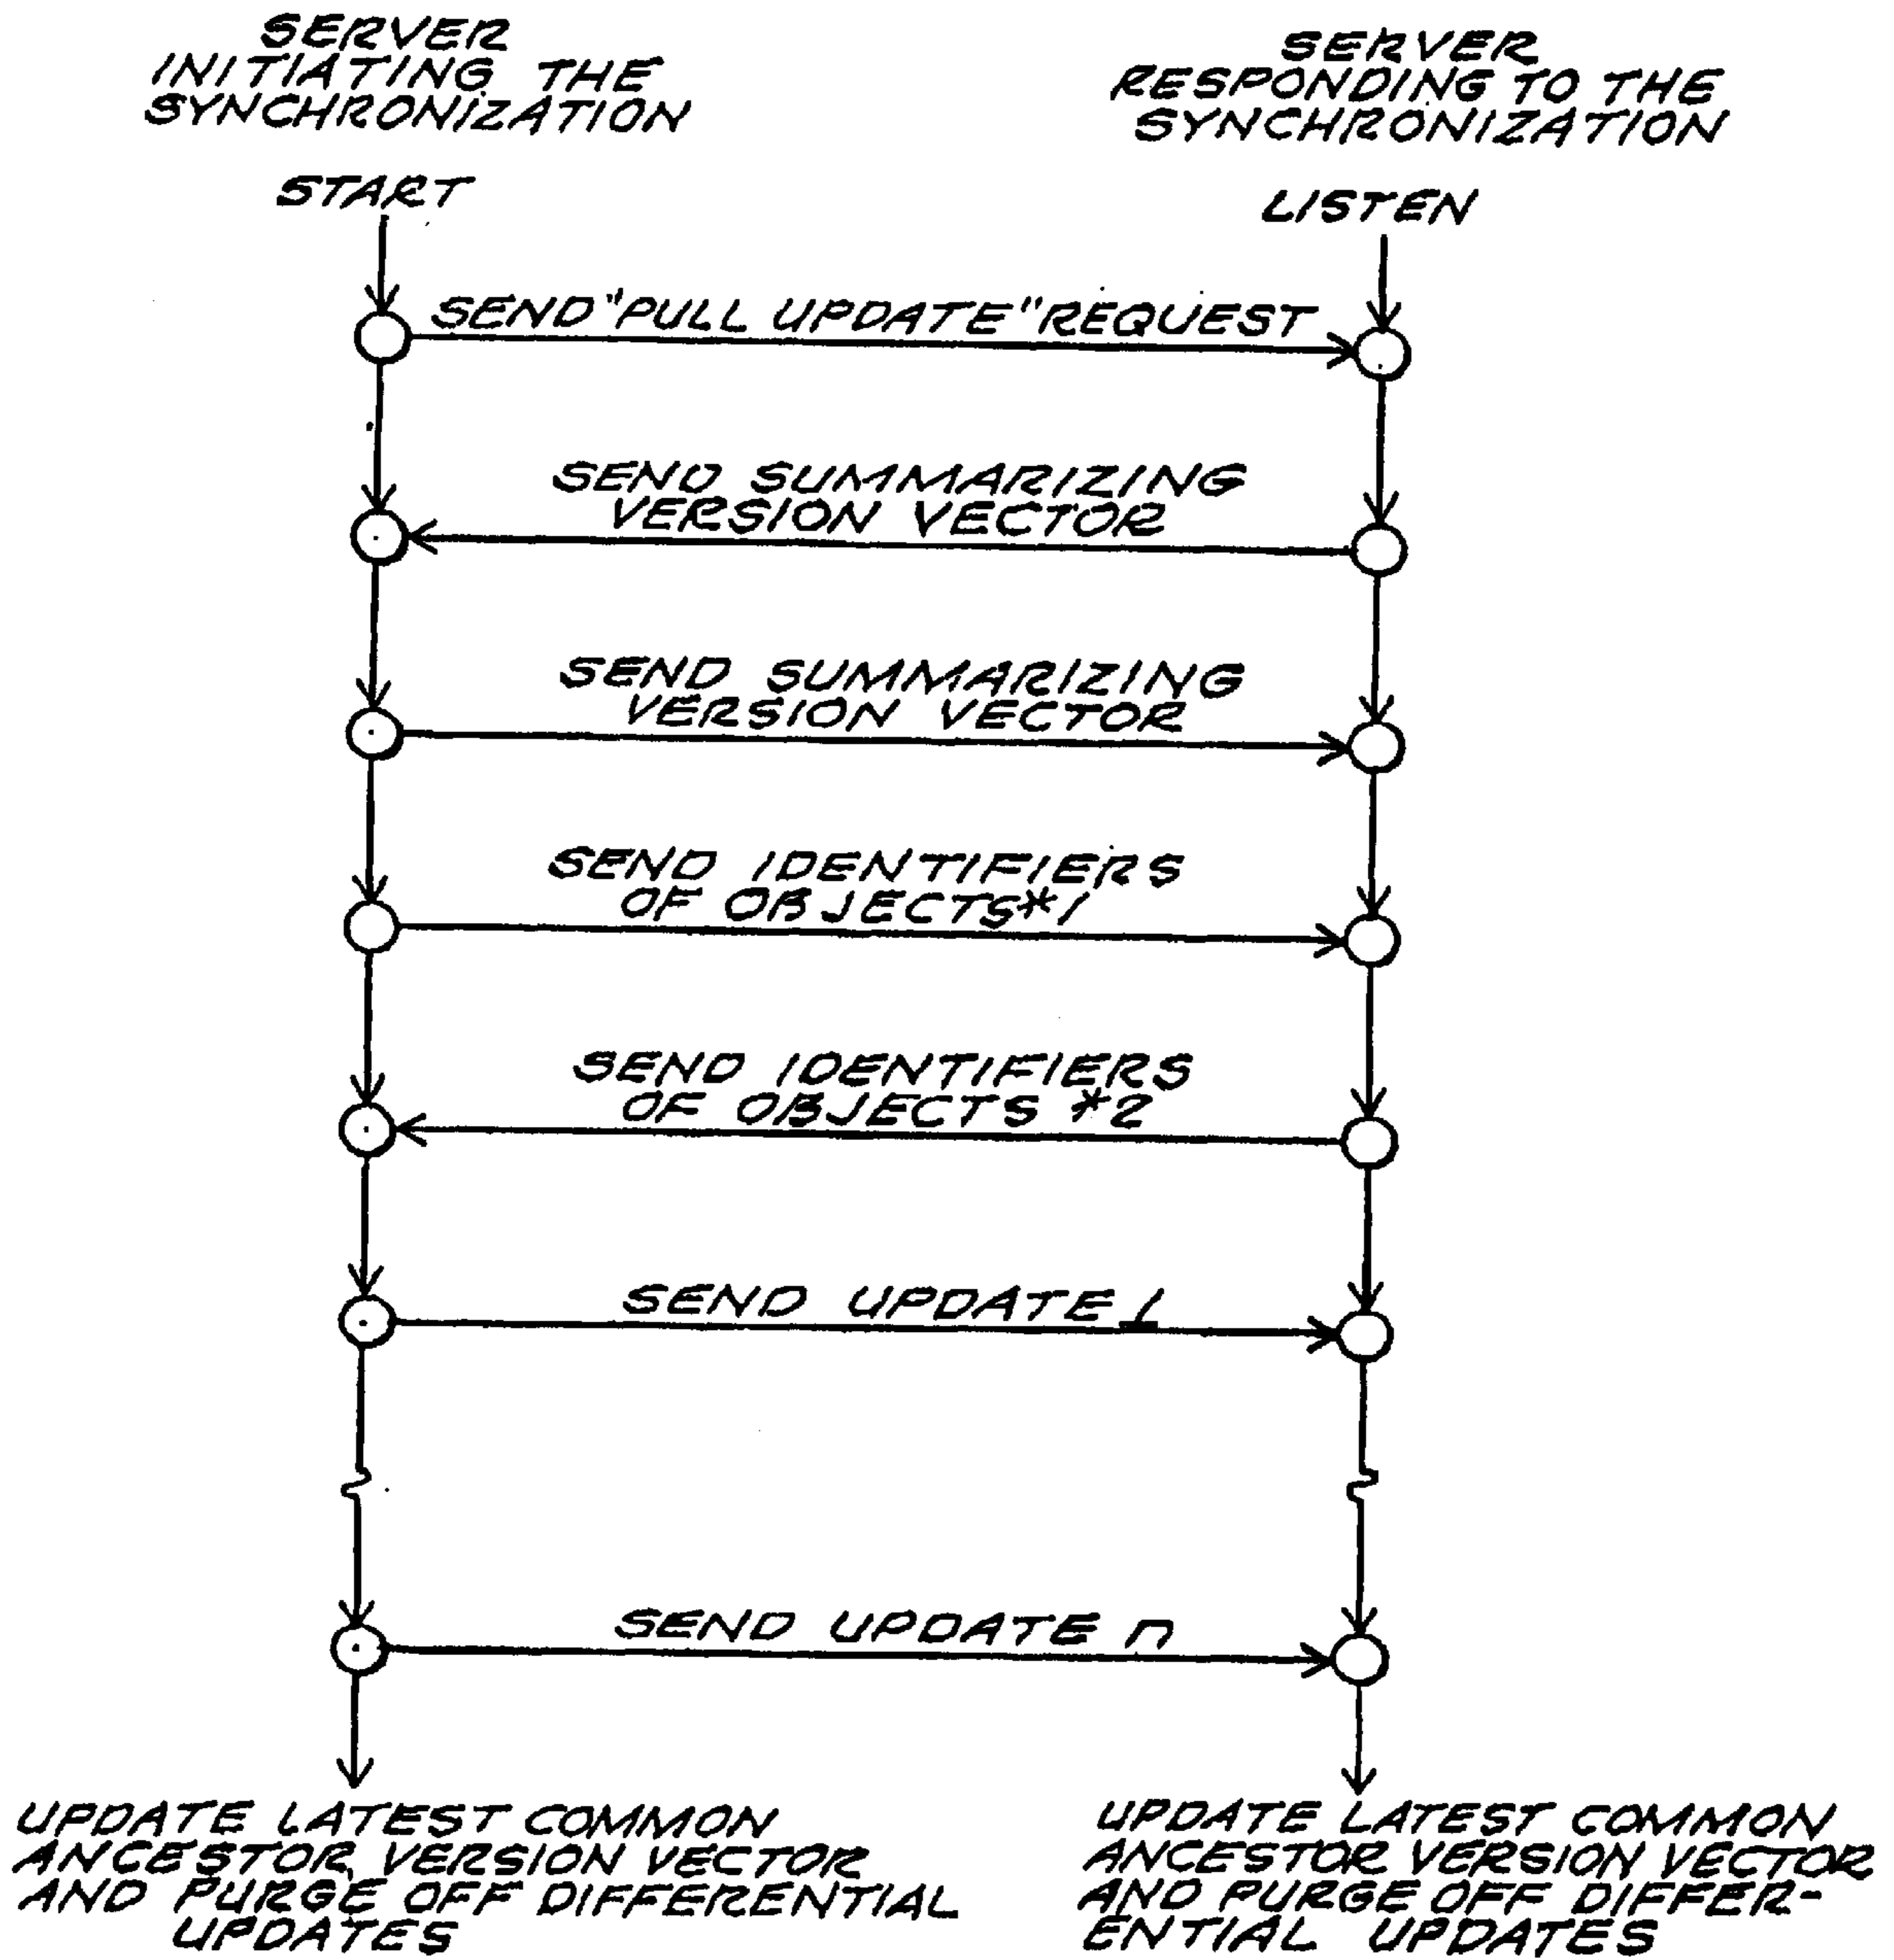 SERVER
INITIATING THE
SYNCHRONIZATION
START
SERVER
RESPONDING TO THE
SYNCHRONIZATION
LISTEN
SEND "PULL UPDATE" REQUEST
SEND SUMMARIZING
VERSION VECTOR
SEND SUMMARIZING
VERSION VECTOR
SEND IDENTIFIERS
OF OBJECTS*1
SEND IDENTIFIERS
OF OBJECTS *2
SEND UPDATE 1
SEND UPDATE n
UPDATE LATEST COMMON
ANCESTOR VERSION VECTOR
AND PURGE OFF DIFFERENTIAL
UPDATES
UPDATE LATEST COMMON
ANCESTOR VERSION VECTOR
AND PURGE OFF DIFFER-
ENTIAL UPDATES